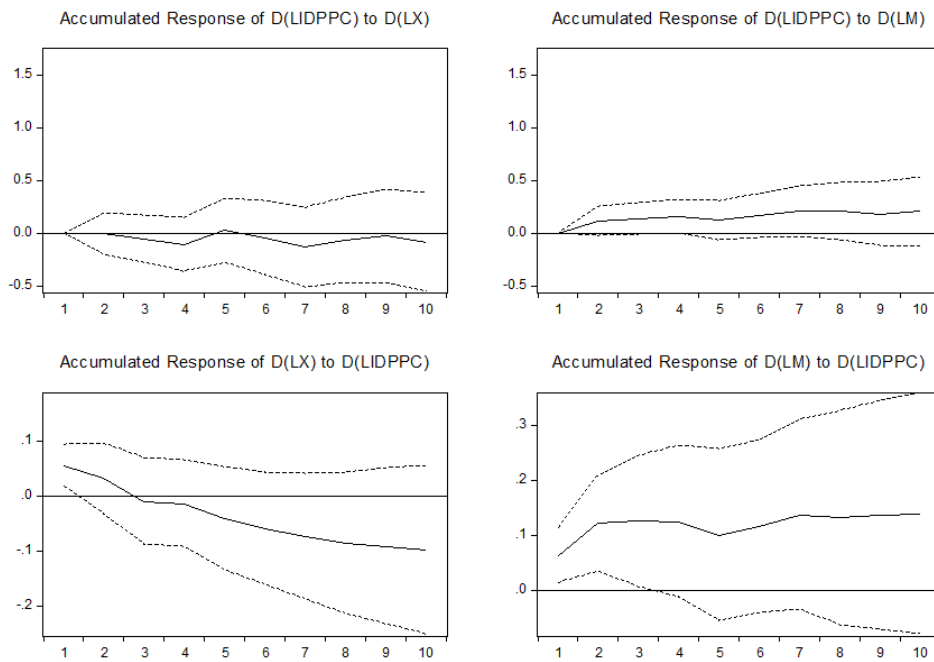 Accumulated Response of D(LIDPPC) to D(LX)
1.5
1.0
0.5
0.0
-0.5
1 2 3 4 5 6 7 8 9 10
Accumulated Response of D(LIDPPC) to D(LM)
1.5
1.0
0.5
0.0
-0.5
1 2 3 4 5 6 7 8 9 10
Accumulated Response of D(LX) to D(LIDPPC)
.1
.0
-.1
-.2
1 2 3 4 5 6 7 8 9 10
Accumulated Response of D(LM) to D(LIDPPC)
.3
.2
.1
.0
1 2 3 4 5 6 7 8 9 10